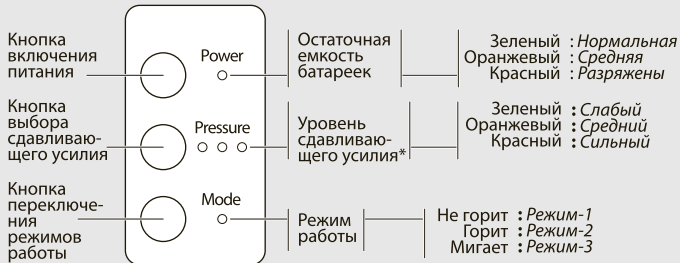 Кнопка
включения
питания
Power
Остаточная
емкость
батареек
Зеленый : Нормальная
Оранжевый : Средняя
Красный : Разряжены
Кнопка
выбора
сдавливаю-
щего усилия
Pressure
Уровень
сдавливаю-
щего усилия*
Зеленый : Слабый
Оранжевый : Средний
Красный : Сильный
Кнопка
переключе-
ния
режимов
работы
Mode
Режим
работы
Не горит : Режим-1
Горит : Режим-2
Мигает : Режим-3